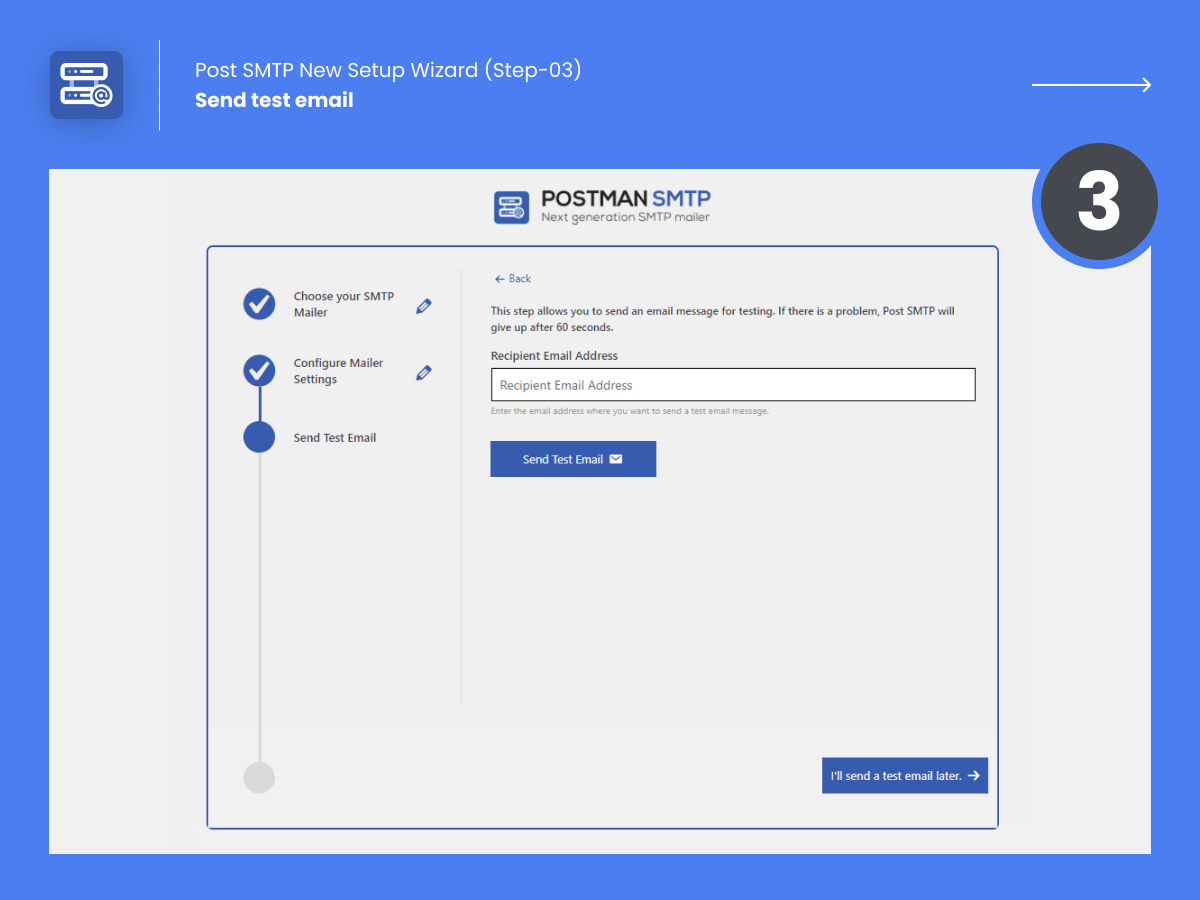 Post SMTP New Setup Wizard (Step-03)
Send test email
3
POSTMAN SMTP
Next generation SMTP mailer
Choose your SMTP
Mailer
Configure Mailer
Settings
Send Test Email
← Back
This step allows you to send an email message for testing. If there is a problem, Post SMTP will
give up after 60 seconds.
Recipient Email Address
Recipient Email Address
Enter the email address where you want to send a test email message.
Send Test Email
I'll send a test email later. →